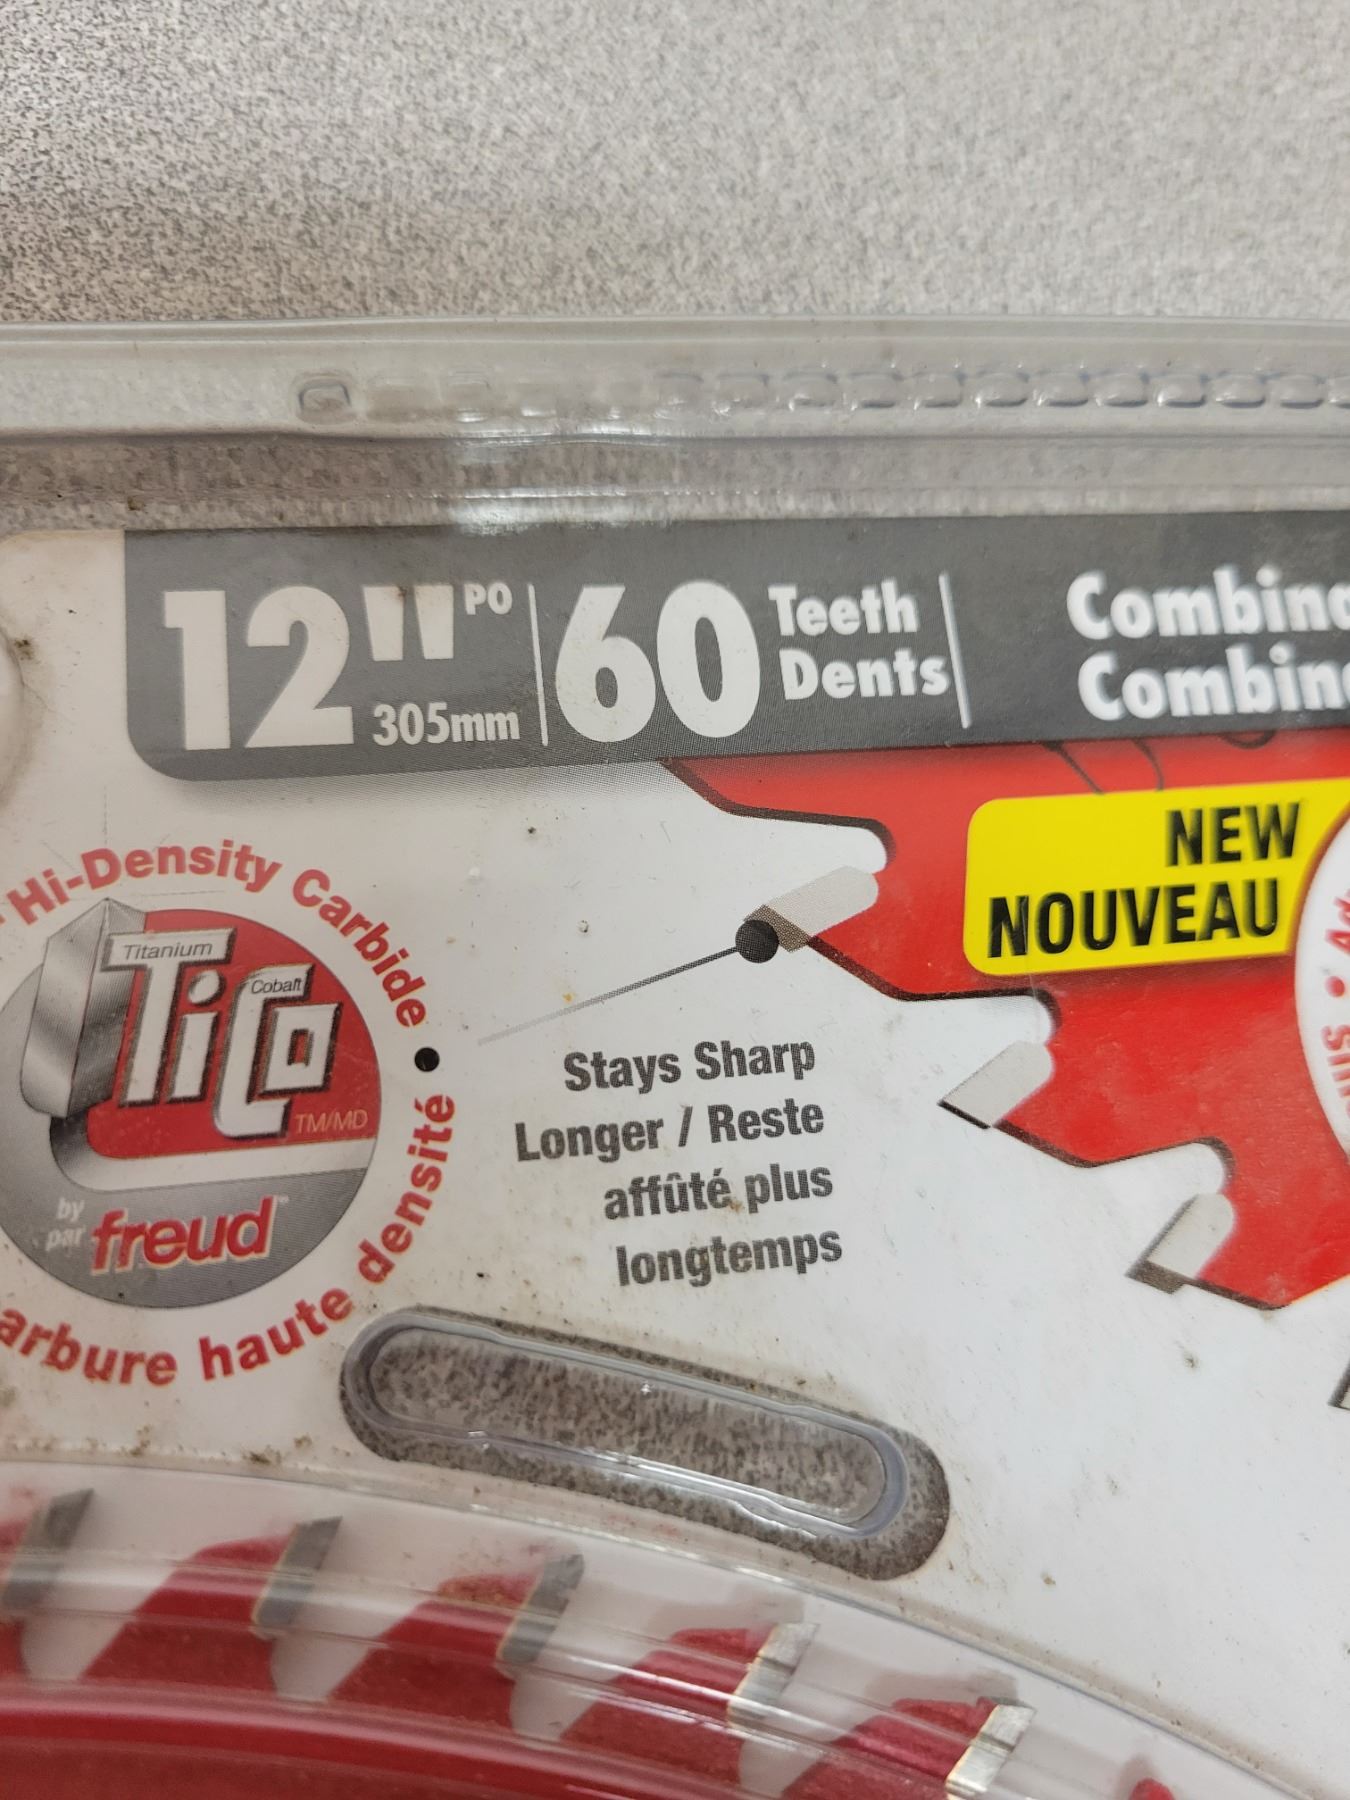 12" PO
305mm
60 Teeth
Dents
Hi-Density Carbide
Titanium
Cobalt
TiCo
TM/MD
by
par
freud
haute densité
Stays Sharp
Longer / Reste
affûté plus
longtemps
NEW
NOUVEAU